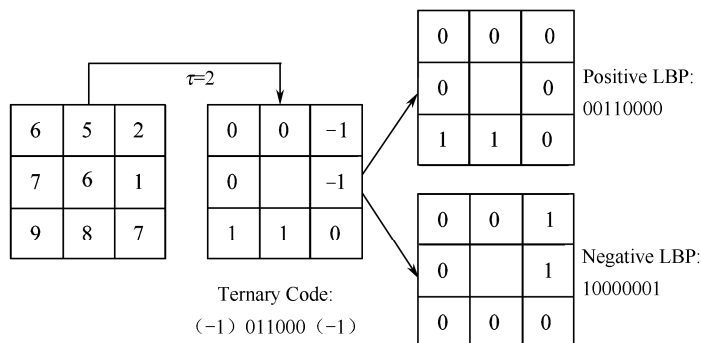 τ=2
6 5 2
7 6 1
9 8 7
0 0 −1
0 −1
1 1 0
Ternary Code:
（−1）011000（−1）
0 0 0
0 0
1 1 0
Positive LBP:
00110000
0 0 1
0 1
0 0 0
Negative LBP:
10000001